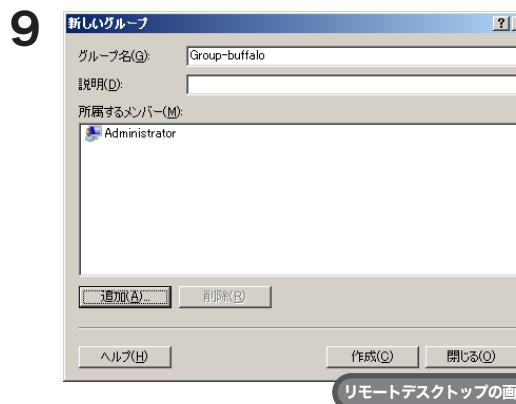 9
新しいグループ
?
グループ名(G):
Group-buffalo
説明(D):
所属するメンバー(M):
Administrator
追加(A)... 削除(R)
ヘルプ(H) 作成(C) 閉じる(O)
リモートデスクトップの画